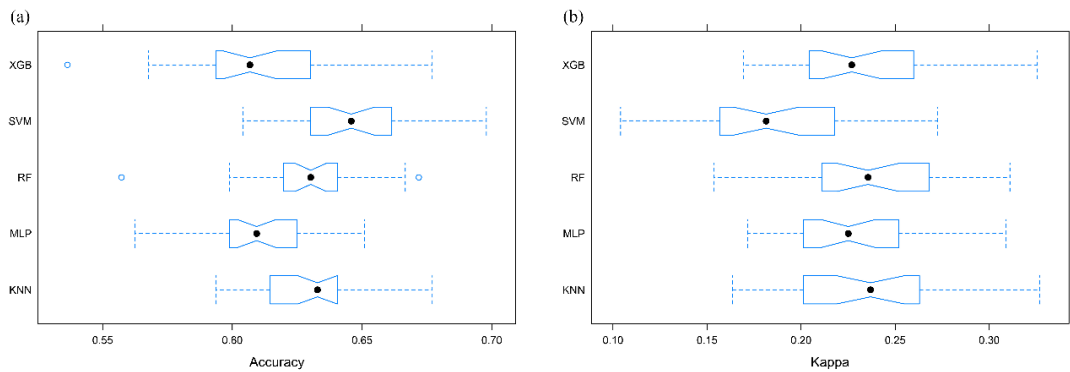 (a)
XGB
SVM
RF
MLP
KNN
0.55 0.60 0.65 0.70
Accuracy
(b)
XGB
SVM
RF
MLP
KNN
0.10 0.15 0.20 0.25 0.30
Kappa